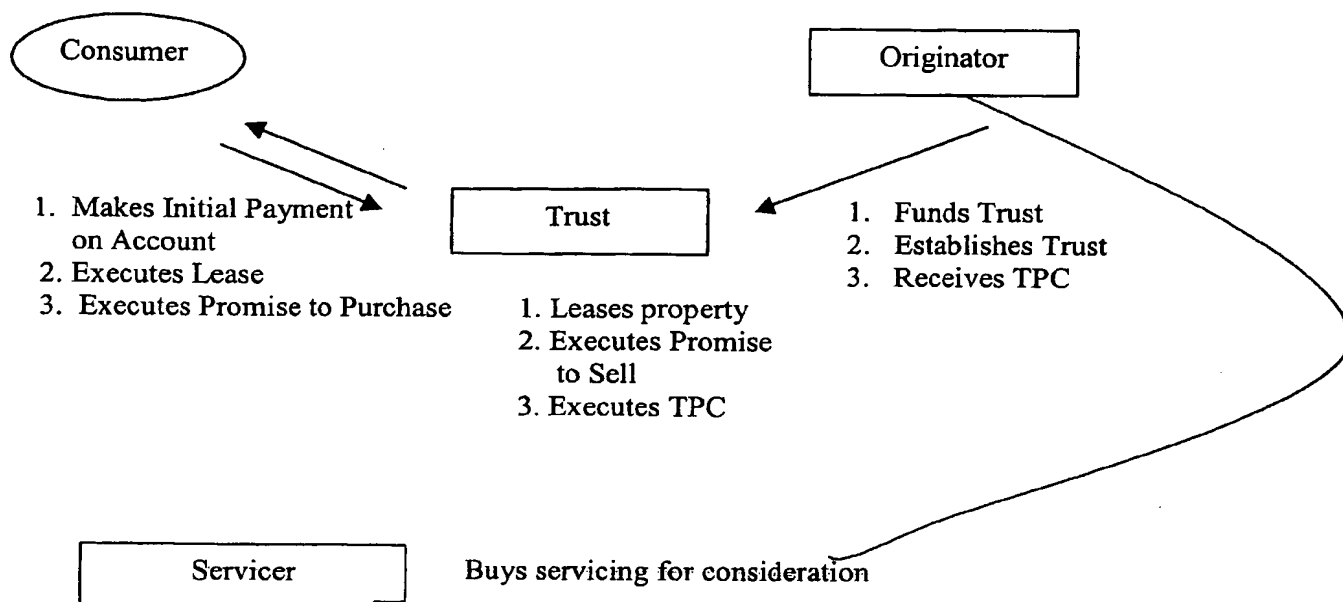 Consumer
Originator
1. Makes Initial Payment
on Account
2. Executes Lease
3. Executes Promise to Purchase
Trust
1. Leases property
2. Executes Promise
to Sell
3. Executes TPC
1. Funds Trust
2. Establishes Trust
3. Receives TPC
Servicer
Buys servicing for consideration